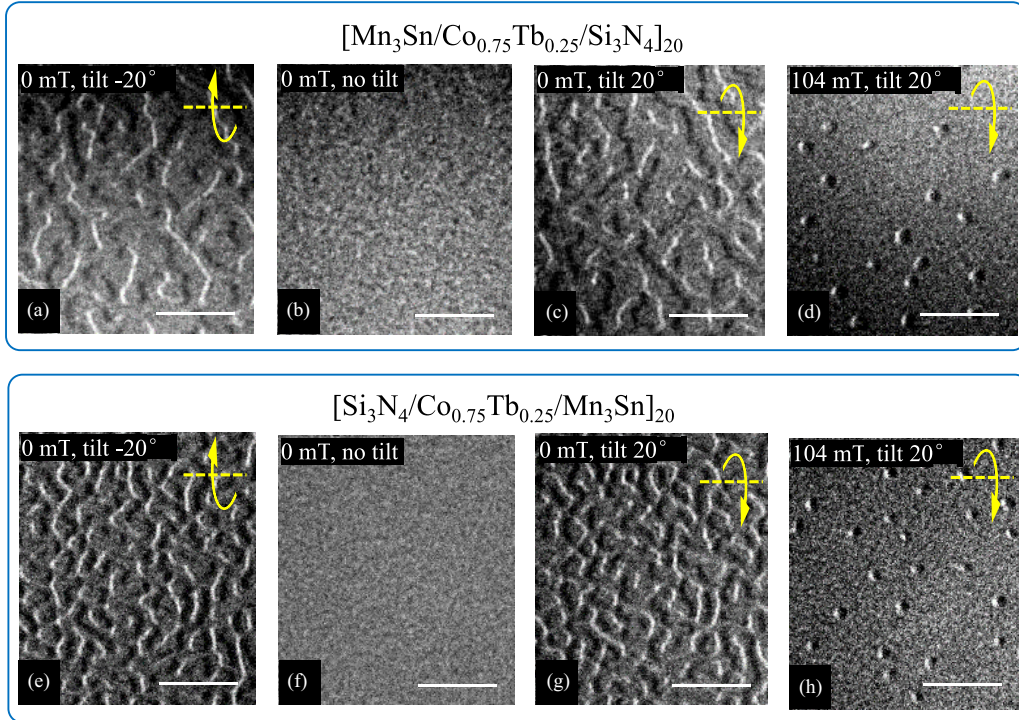 [Mn₃Sn/Co₀.₇₅Tb₀.₂₅/Si₃N₄]₂₀
0 mT, tilt -20°
0 mT, no tilt
0 mT, tilt 20°
104 mT, tilt 20°
(a)
(b)
(c)
(d)
[Si₃N₄/Co₀.₇₅Tb₀.₂₅/Mn₃Sn]₂₀
0 mT, tilt -20°
0 mT, no tilt
0 mT, tilt 20°
104 mT, tilt 20°
(e)
(f)
(g)
(h)